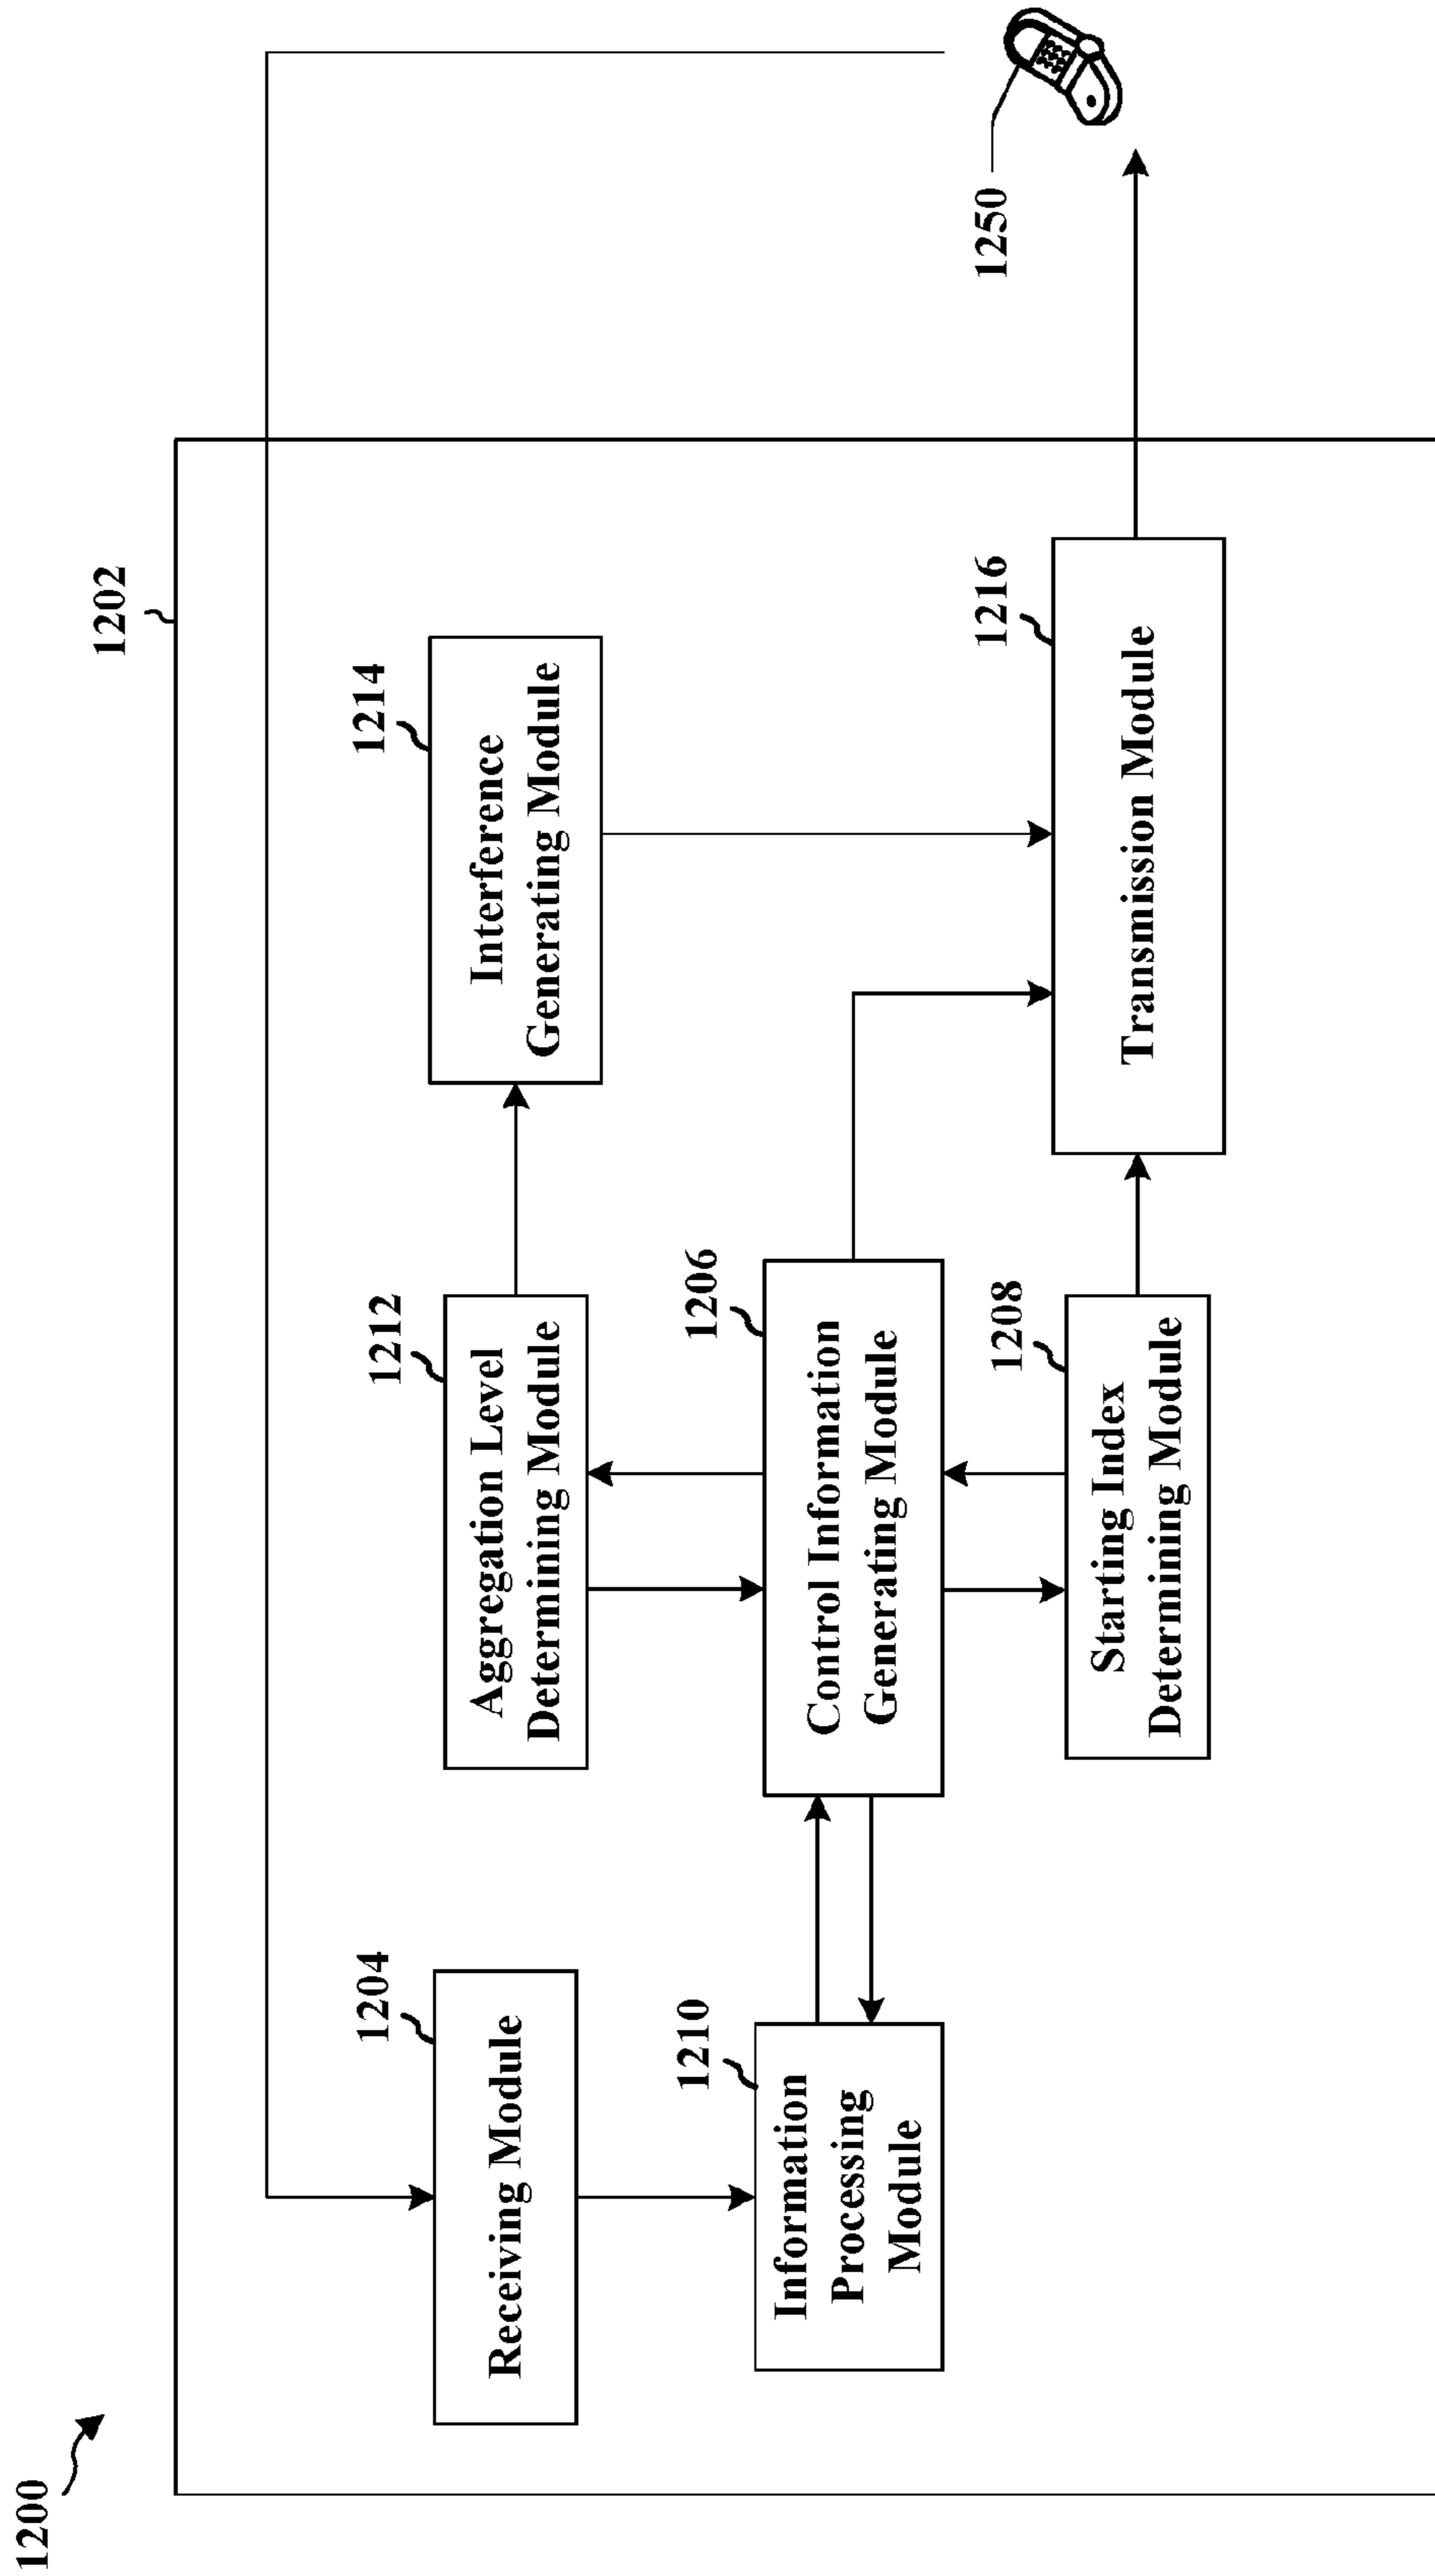 1200
1202
1204
Receiving Module
1212
Aggregation Level
Determining Module
1214
Interference
Generating Module
1210
Information
Processing
Module
1206
Control Information
Generating Module
1250
1208
Starting Index
Determining Module
1216
Transmission Module